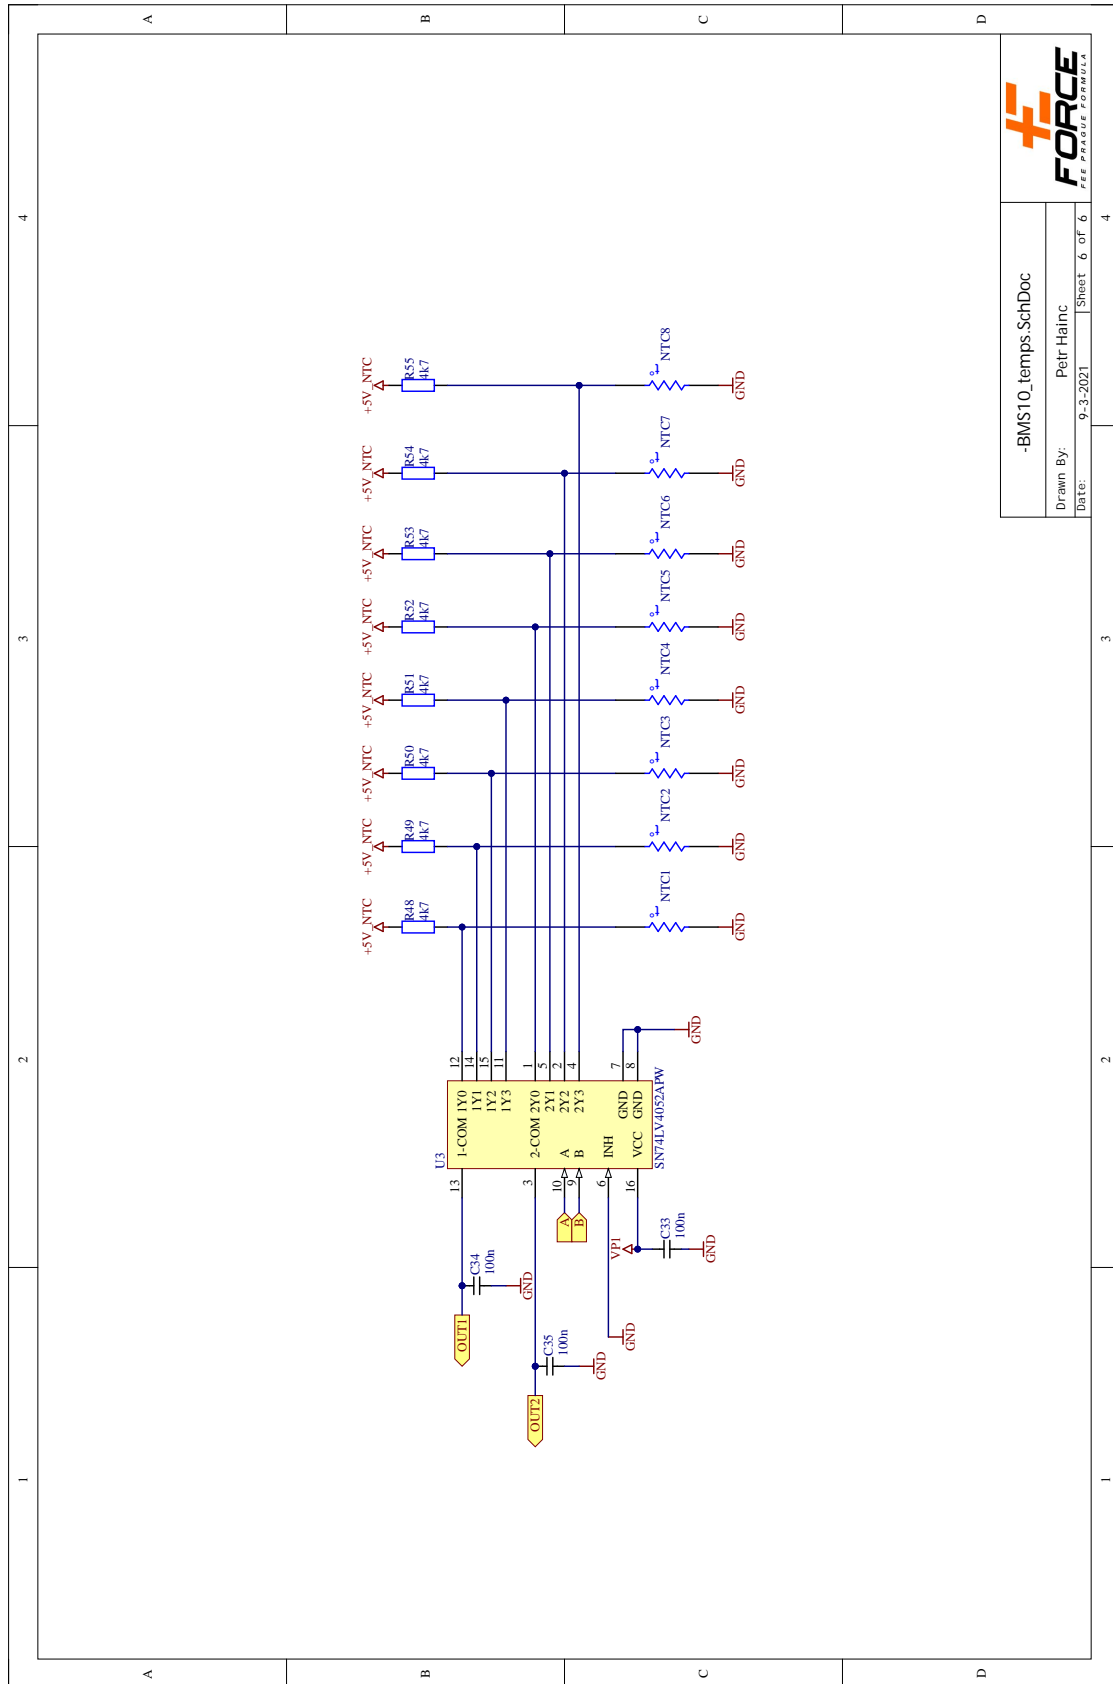 1
2
3
4
A
A
B
B
C
C
D
D
1
2
3
4
+5V_NTC
+5V_NTC
+5V_NTC
+5V_NTC
+5V_NTC
+5V_NTC
+5V_NTC
+5V_NTC
R48
4k7
R49
4k7
R50
4k7
R51
4k7
R52
4k7
R53
4k7
R54
4k7
R55
4k7
U3
OUT1
13
1-COM
1Y0
12
1Y1
14
1Y2
15
1Y3
11
C34
100n
GND
OUT2
3
2-COM
2Y0
1
2Y1
5
2Y2
2
2Y3
4
C35
100n
GND
A
10
A
B
9
B
6
INH
GND
VP1
16
VCC
GND
7
GND
8
GND
C33
100n
GND
SN74LV4052APW
t°
NTC1
t°
NTC2
t°
NTC3
t°
NTC4
t°
NTC5
t°
NTC6
t°
NTC7
t°
NTC8
GND
GND
GND
GND
GND
GND
GND
GND
-BMS10_temps.SchDoc
Drawn By: Petr Hainc
Date: 9-3-2021 Sheet 6 of 6
FORCE
FEE PRAGUE FORMULA